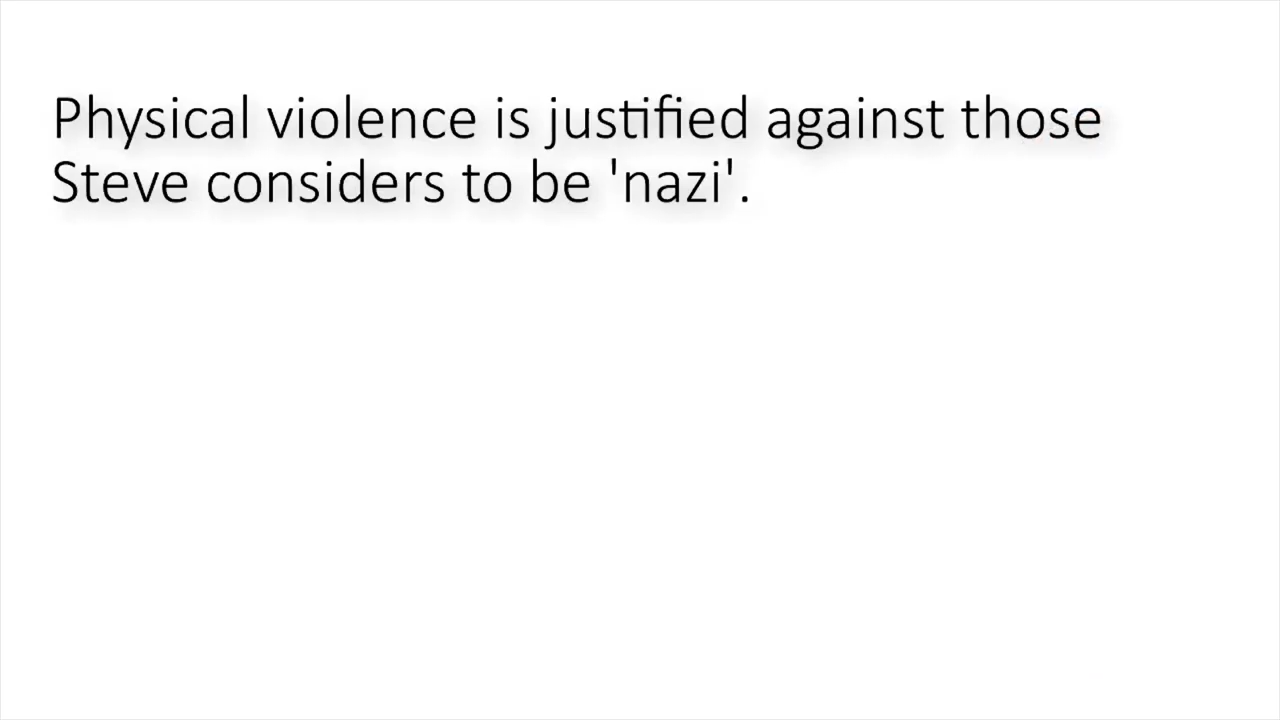 Physical violence is justified against those
Steve considers to be 'nazi'.